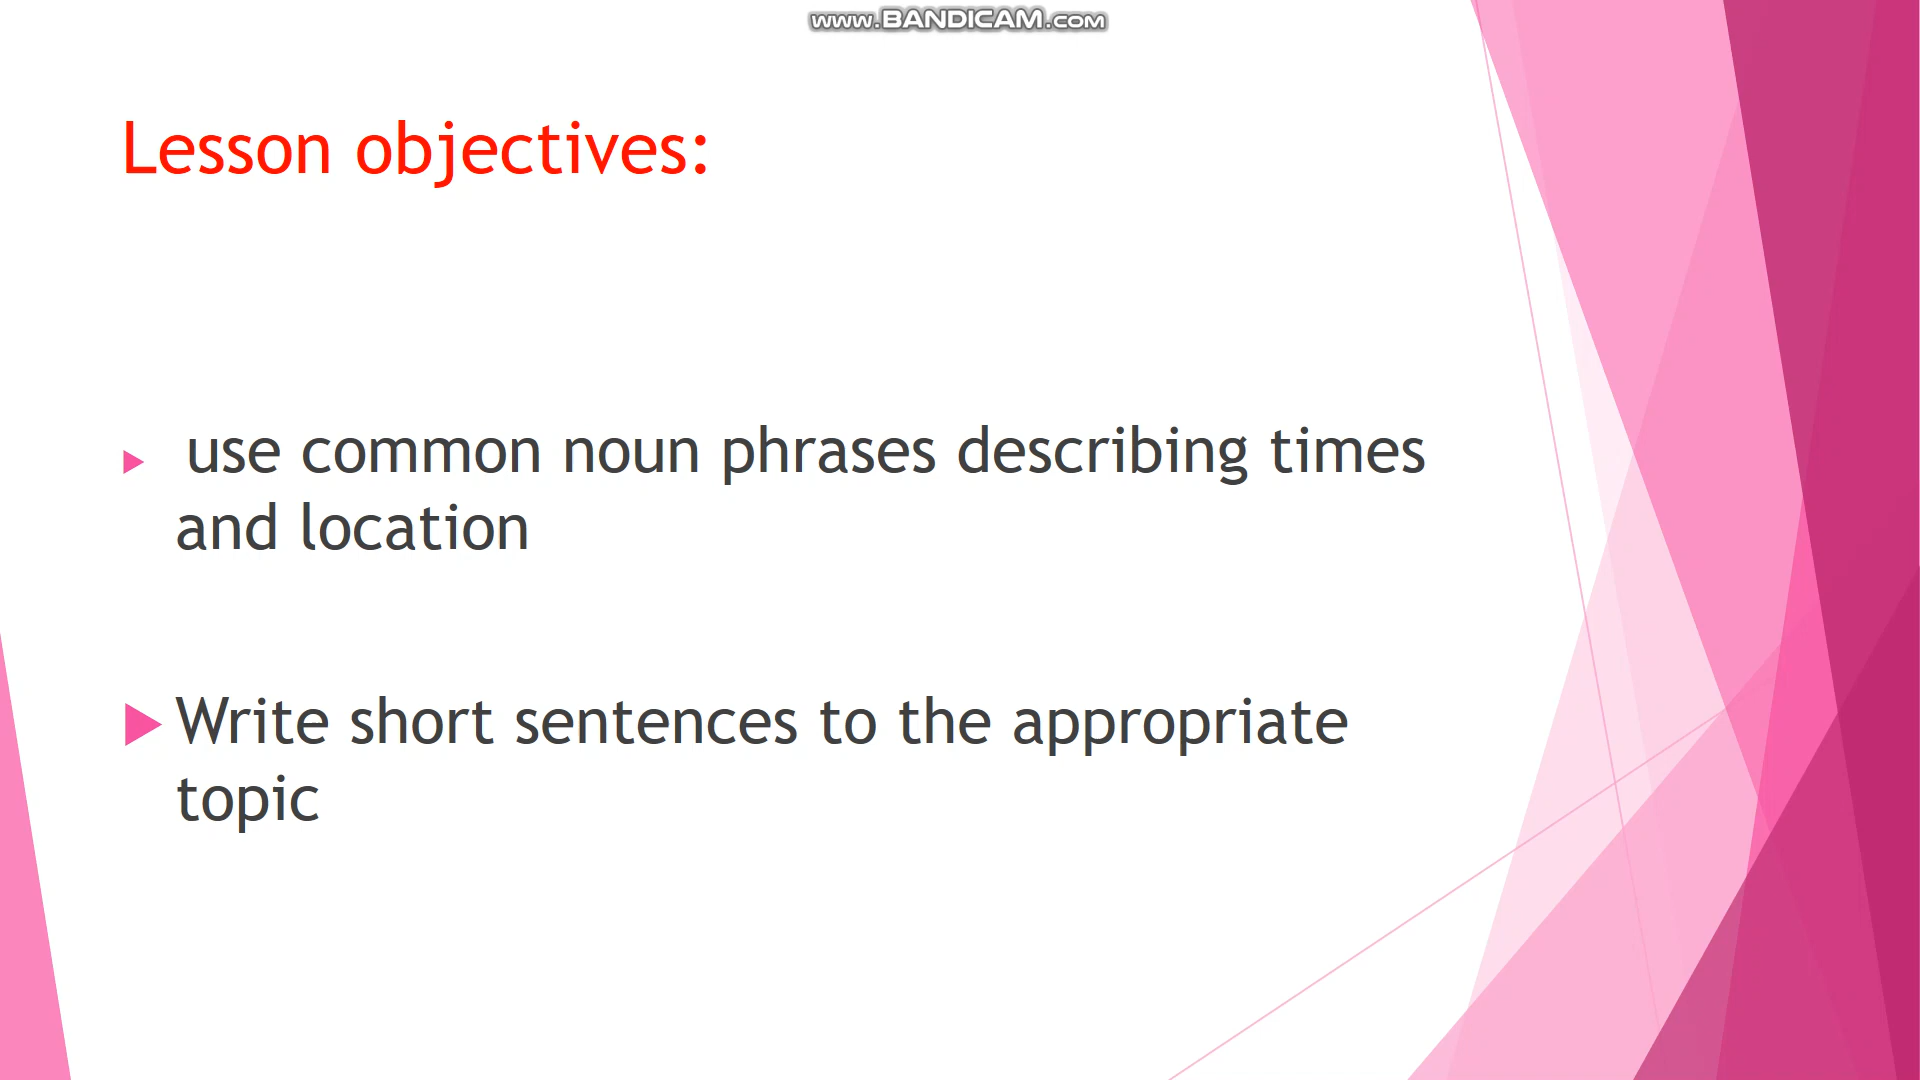 www.BANDICAM.com
Lesson objectives:
use common noun phrases describing times
and location
Write short sentences to the appropriate
topic